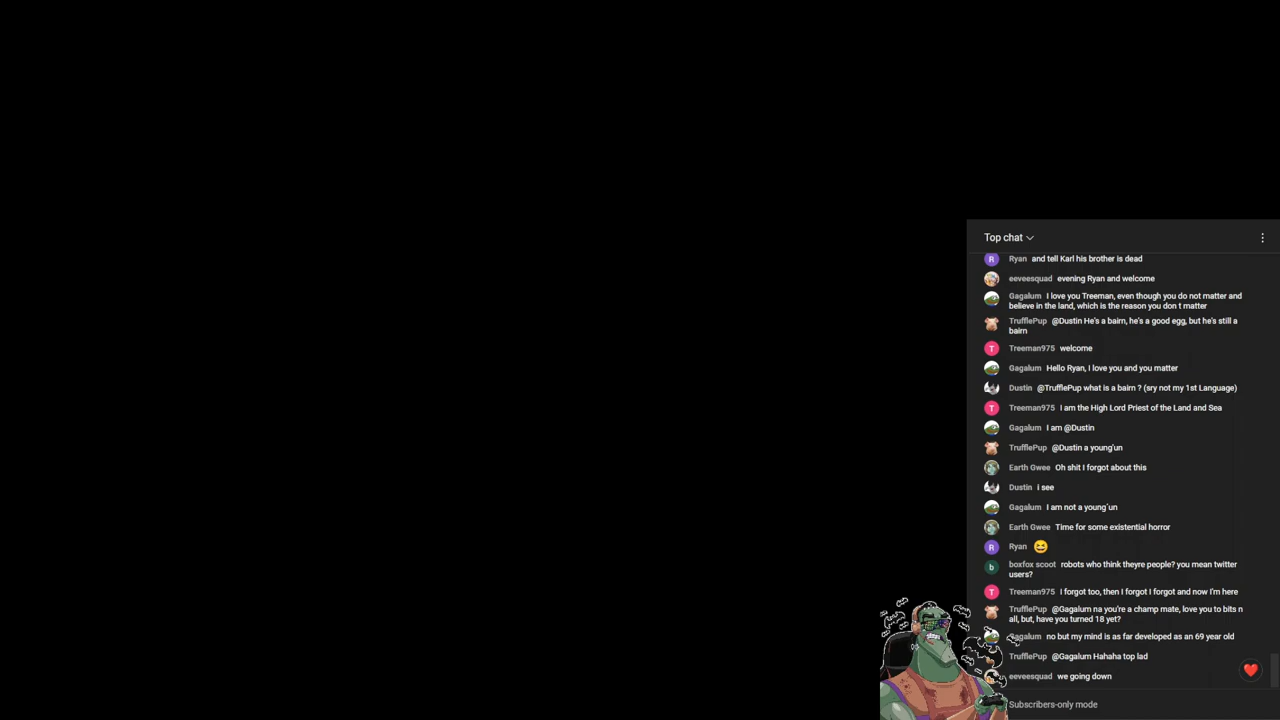 Top chat
R Ryan and tell Karl his brother is dead
eeveesquad evening Ryan and welcome
Gagalum I love you Treeman, even though you do not matter and
believe in the land, which is the reason you don t matter
TrufflePup @Dustin He's a bairn, he's a good egg, but he's still a
bairn
T Treeman975 welcome
Gagalum Hello Ryan, I love you and you matter
Dustin @TrufflePup what is a bairn ? (sry not my 1st Language)
T Treeman975 I am the High Lord Priest of the Land and Sea
Gagalum I am @Dustin
TrufflePup @Dustin a young'un
Earth Gwee Oh shit I forgot about this
Dustin i see
Gagalum I am not a young'un
Earth Gwee Time for some existential horror
R Ryan 😆
b boxfox scoot robots who think theyre people? you mean twitter
users?
T Treeman975 I forgot too, then I forgot I forgot and now I'm here
TrufflePup @Gagalum na you're a champ mate, love you to bits n
all, but, have you turned 18 yet?
Gagalum no but my mind is as far developed as an 69 year old
TrufflePup @Gagalum Hahaha top lad
eeveesquad we going down
Subscribers-only mode